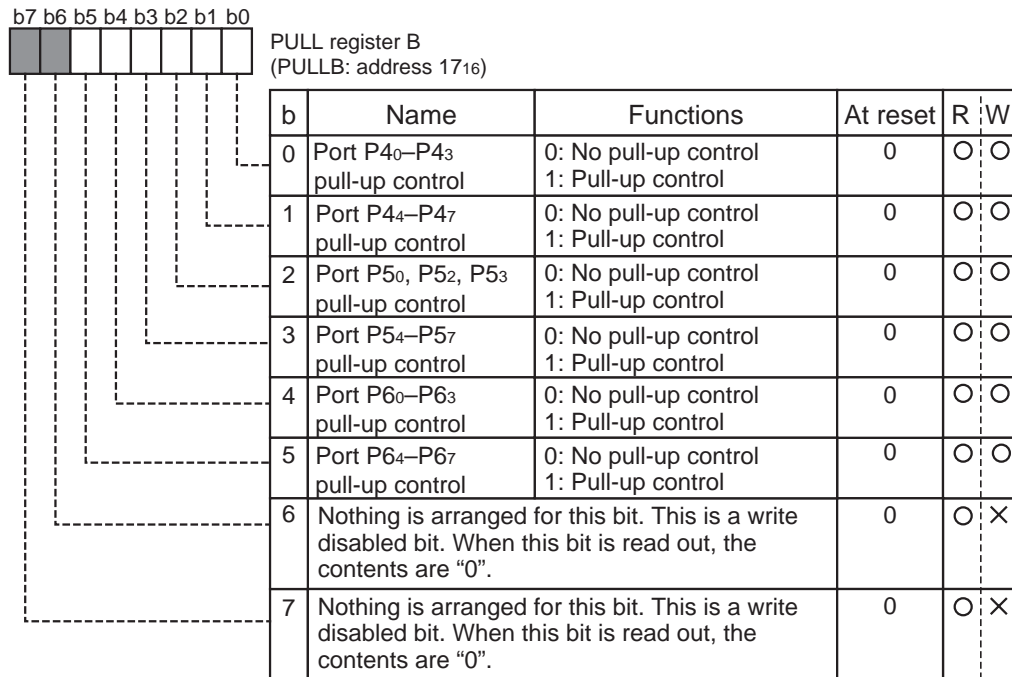 b7 b6 b5 b4 b3 b2 b1 b0
PULL register B
(PULLB: address 1716)
b Name Functions At reset R W
0 Port P40–P43 0: No pull-up control 0 O O
pull-up control 1: Pull-up control
1 Port P44–P47 0: No pull-up control 0 O O
pull-up control 1: Pull-up control
2 Port P50, P52, P53 0: No pull-up control 0 O O
pull-up control 1: Pull-up control
3 Port P54–P57 0: No pull-up control 0 O O
pull-up control 1: Pull-up control
4 Port P60–P63 0: No pull-up control 0 O O
pull-up control 1: Pull-up control
5 Port P64–P67 0: No pull-up control 0 O O
pull-up control 1: Pull-up control
6 Nothing is arranged for this bit. This is a write 0 O ×
disabled bit. When this bit is read out, the
contents are “0”.
7 Nothing is arranged for this bit. This is a write 0 O ×
disabled bit. When this bit is read out, the
contents are “0”.